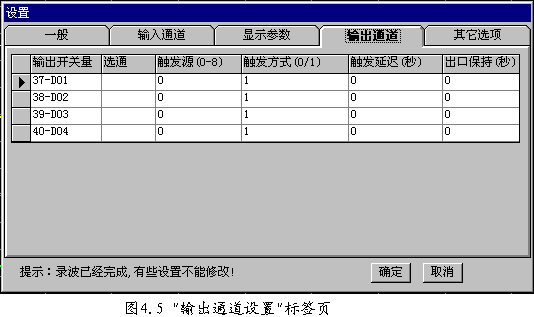 设置
一般 输入通道 显示参数 输出通道 其它选项
输出开关量 选通 触发源(0-8) 触发方式(0/1) 触发延迟(秒) 出口保持(秒)
37-D01 0 1 0 0
38-D02 0 1 0 0
39-D03 0 1 0 0
40-D04 0 1 0 0
提示：录波已经完成,有些设置不能修改! 确定 取消
图4.5 "输出通道设置"标签页